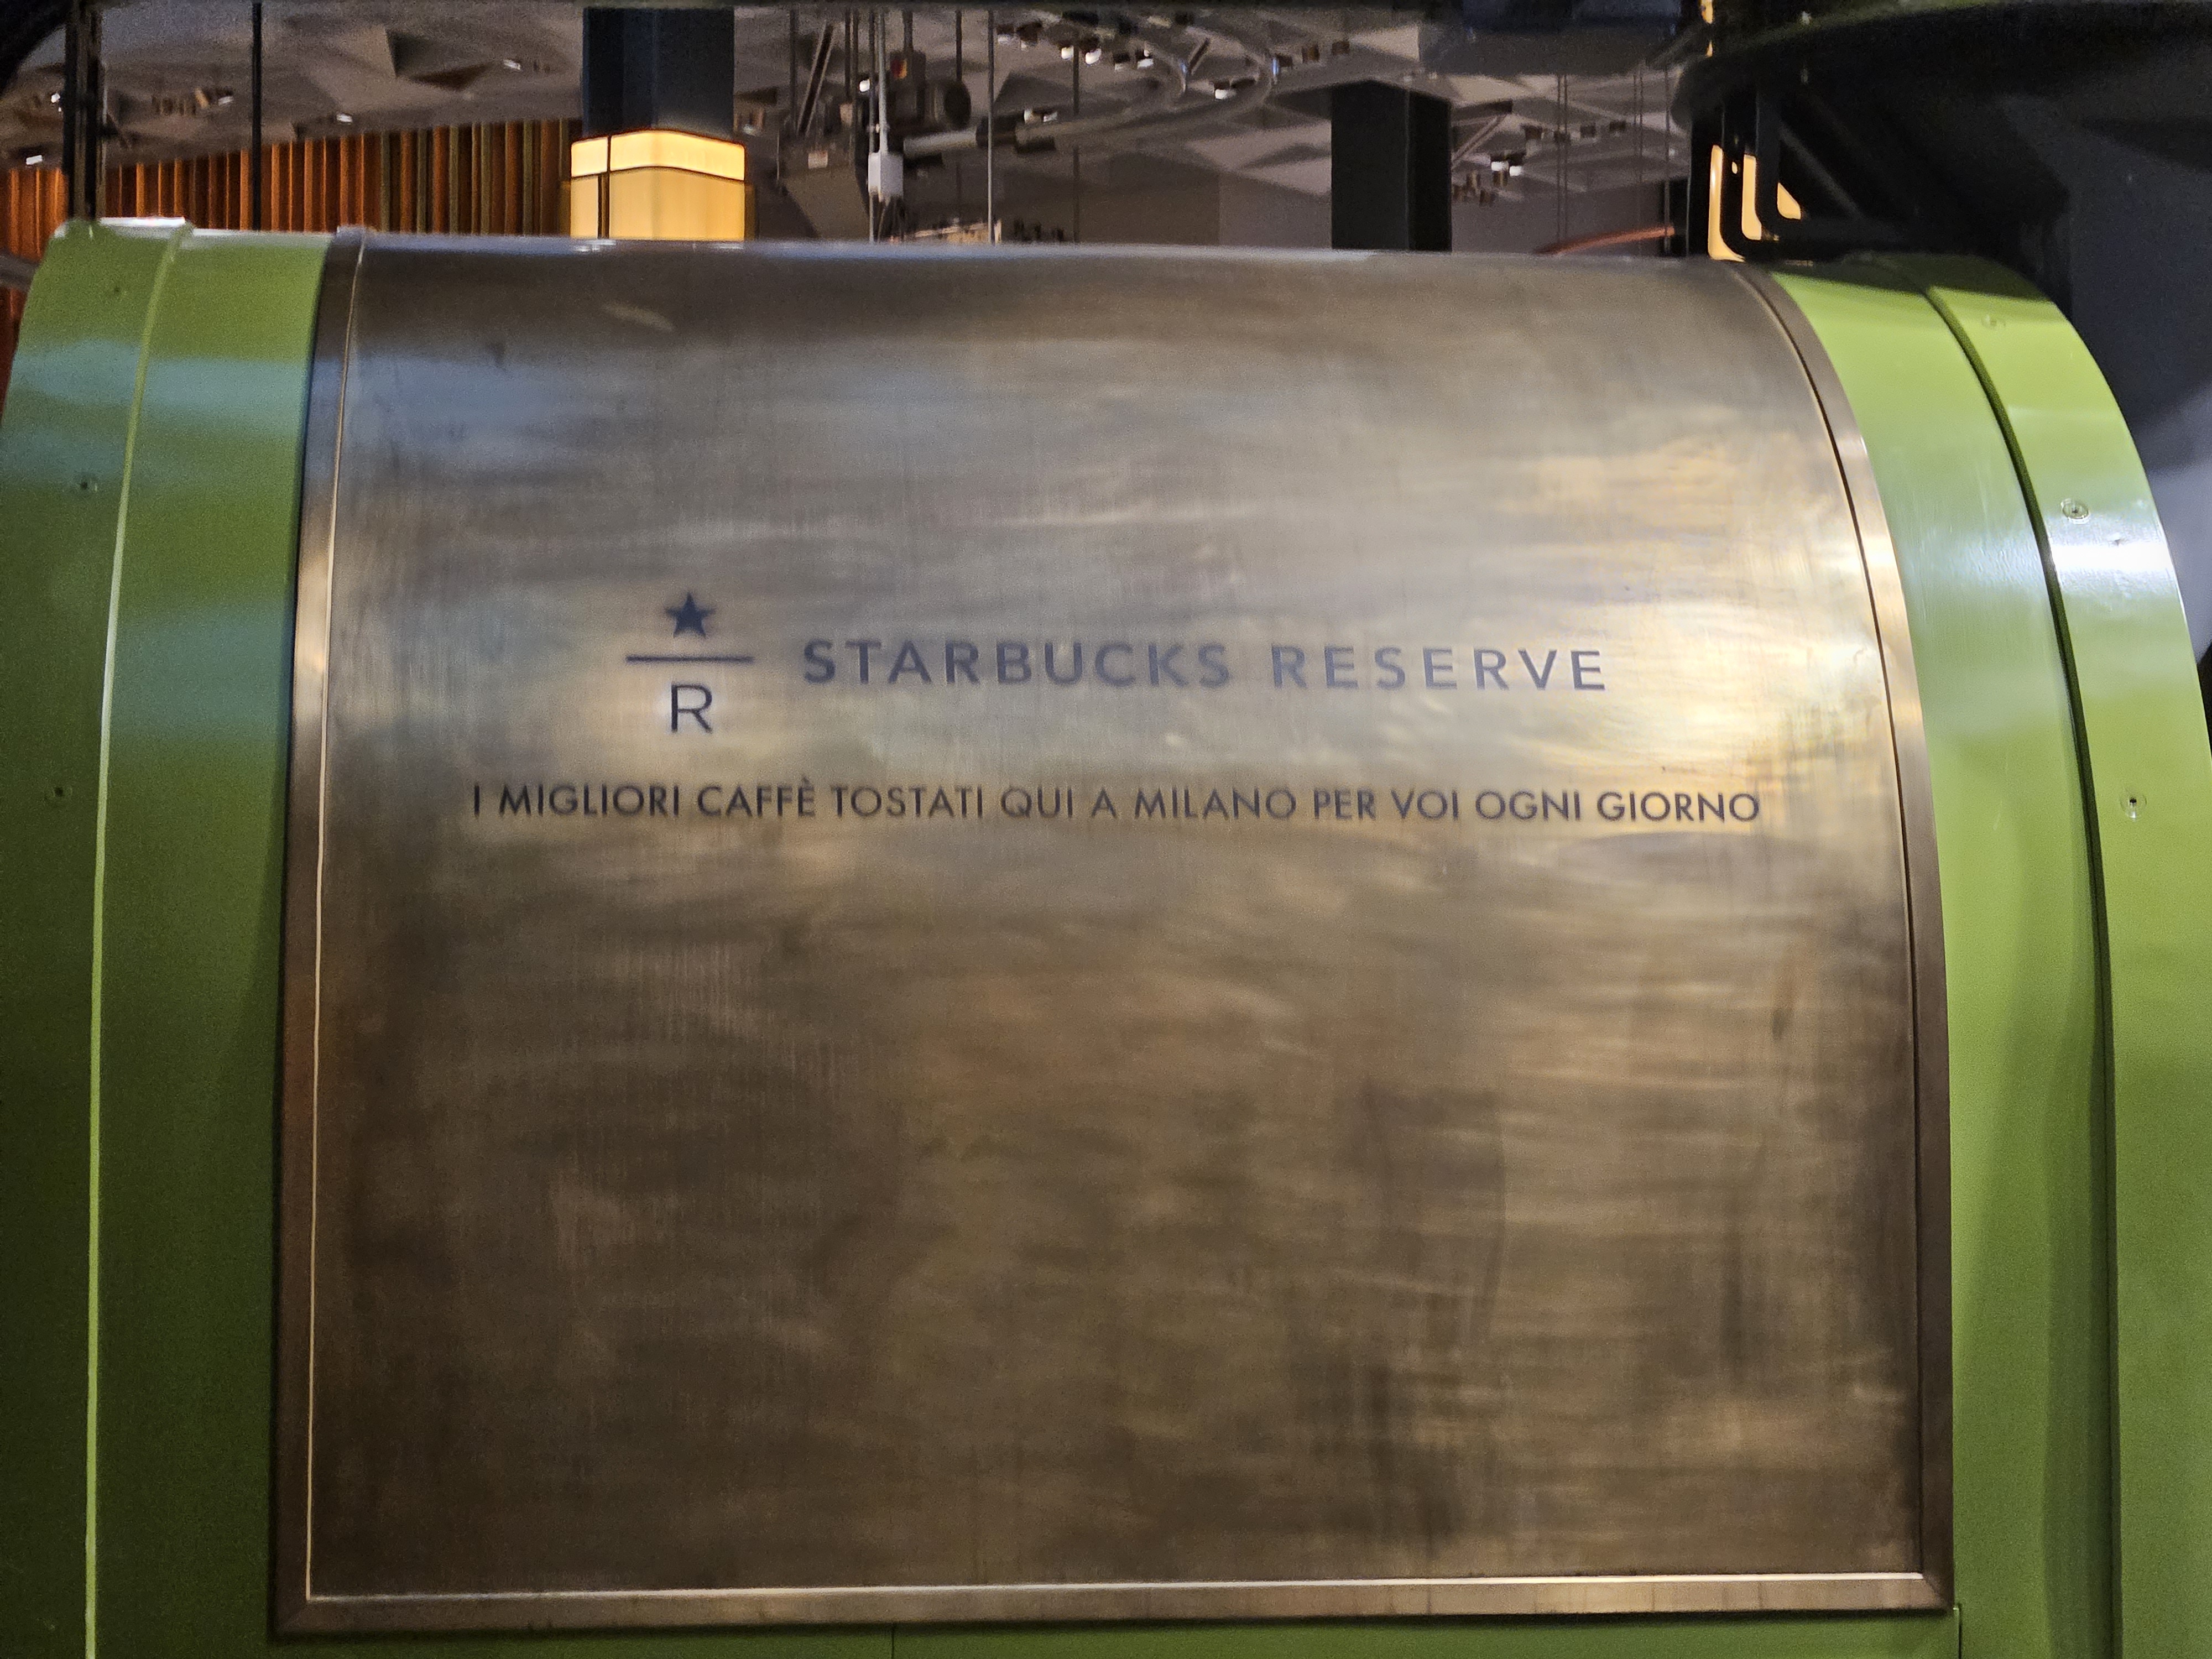 ★
R
STARBUCKS RESERVE
I MIGLIORI CAFFÈ TOSTATI QUI A MILANO PER VOI OGNI GIORNO